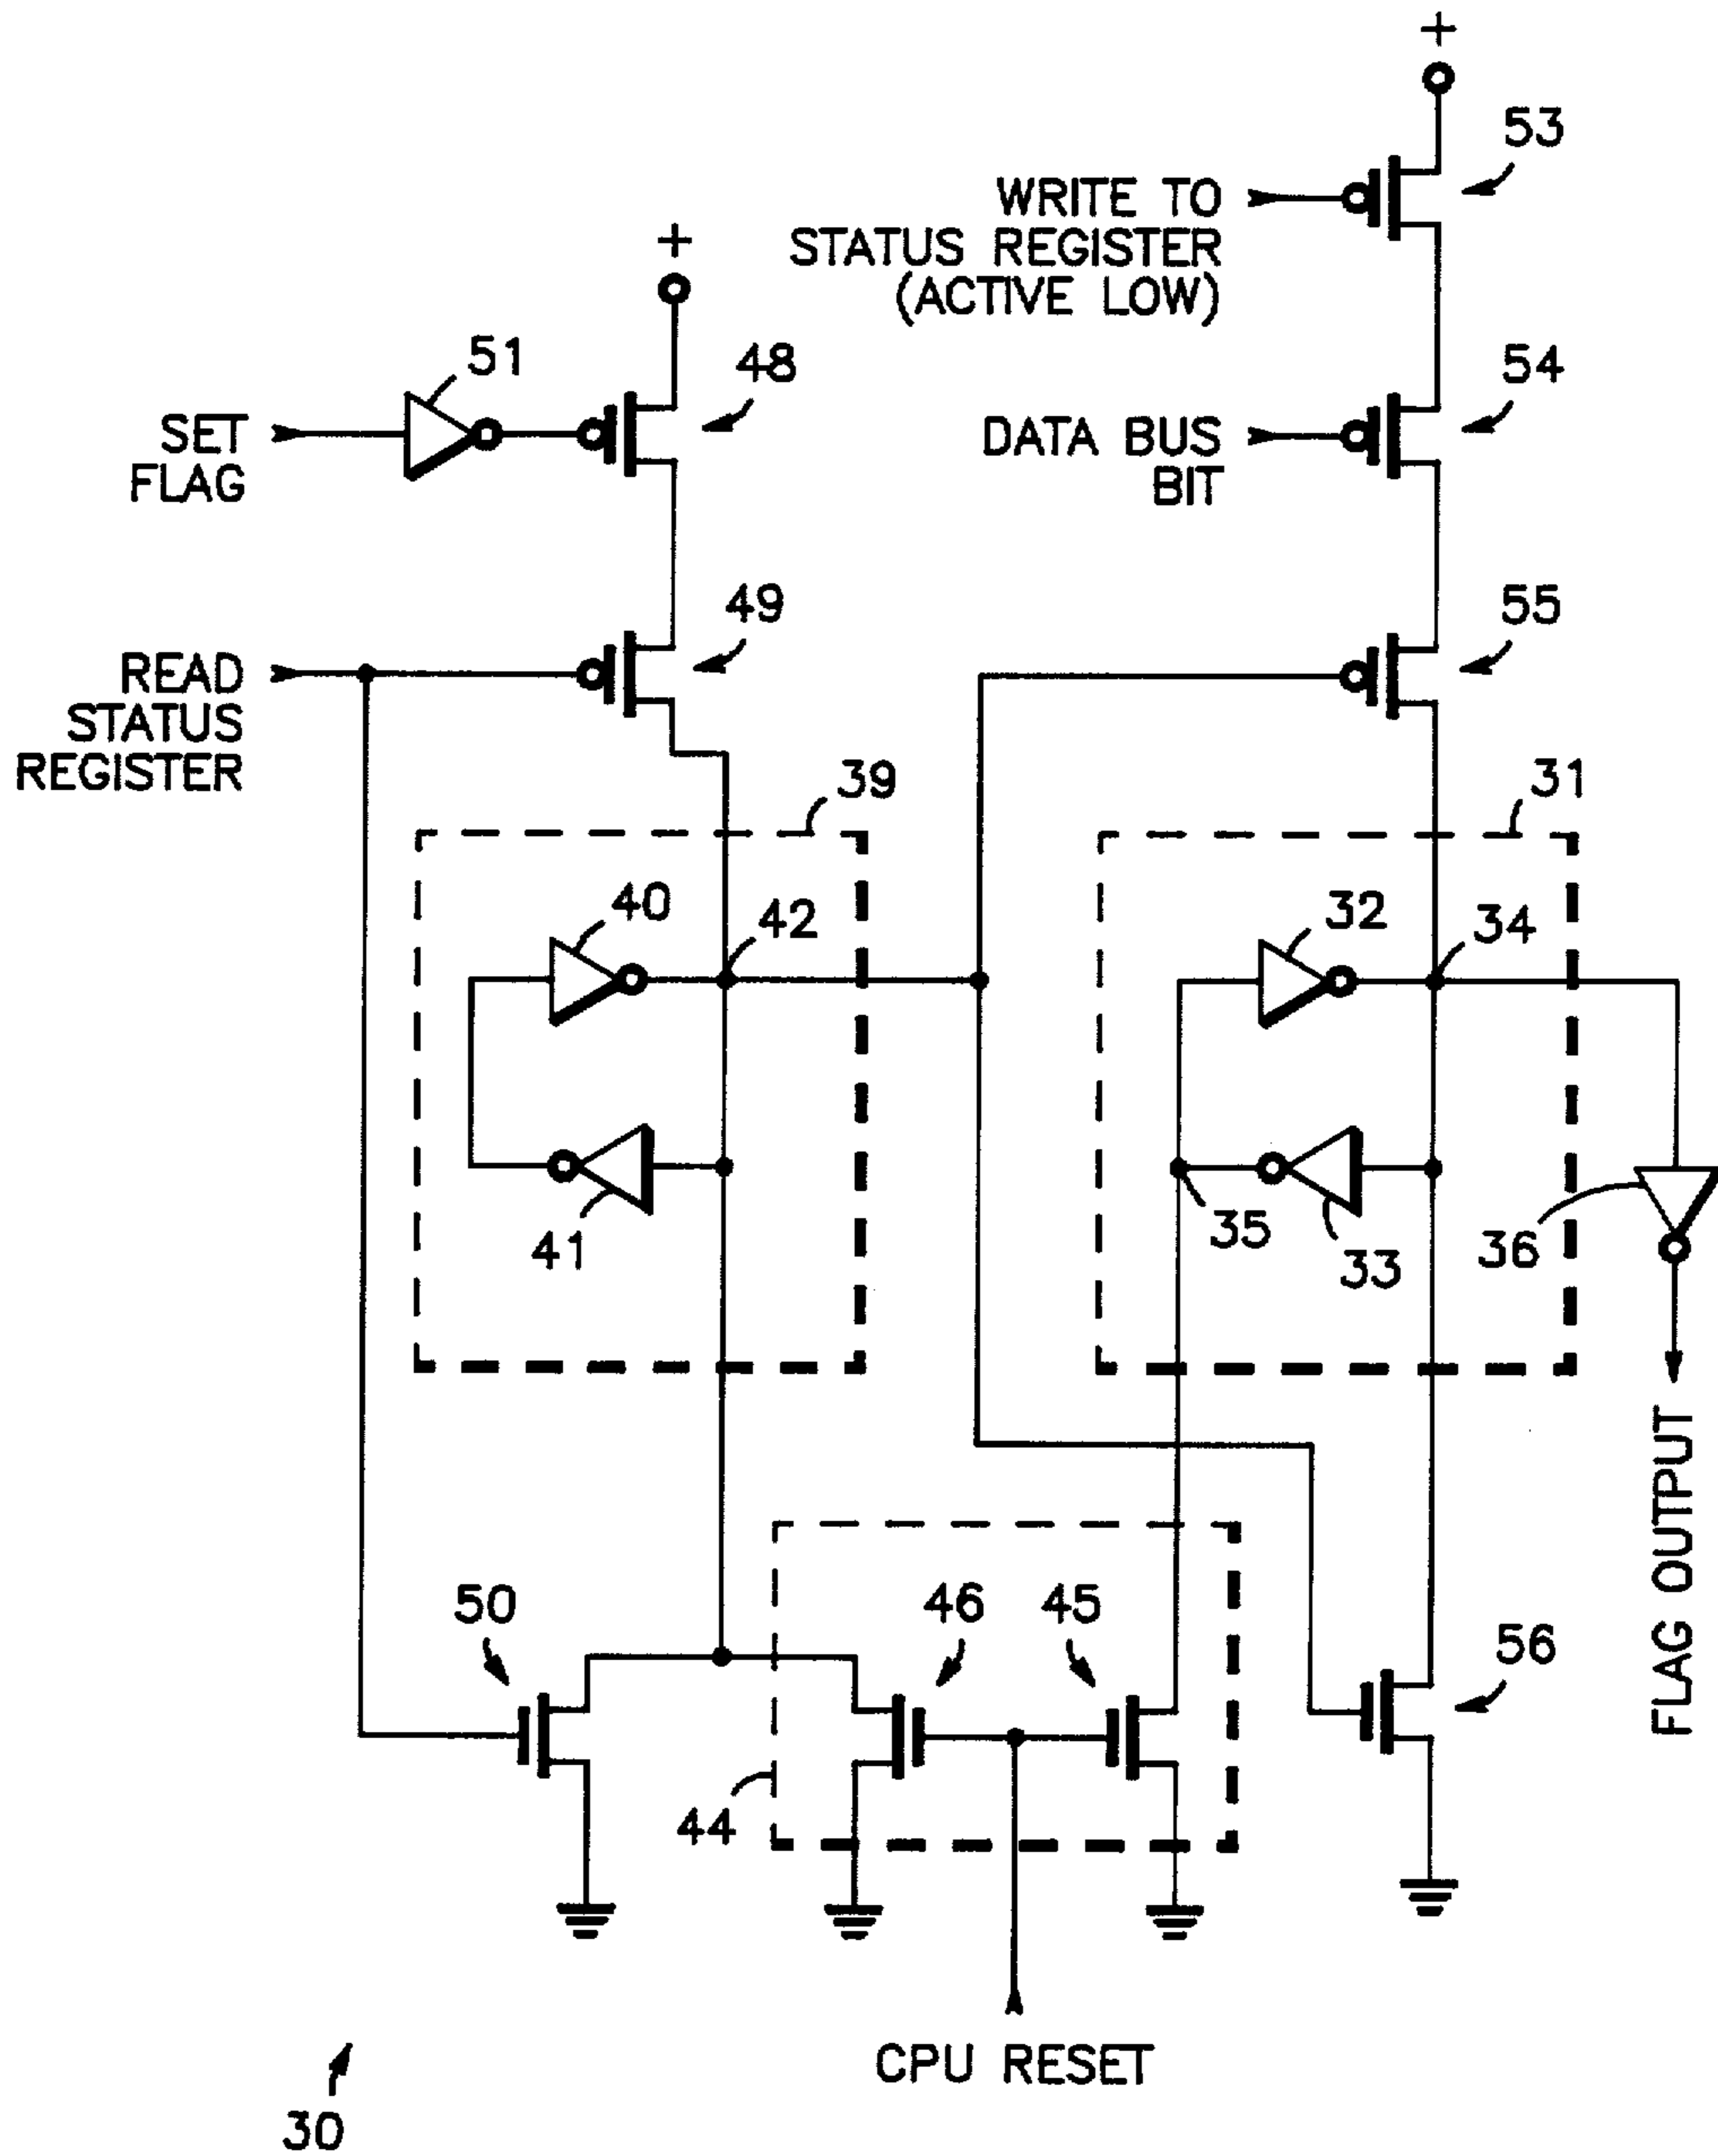 +
53
WRITE TO
STATUS REGISTER
(ACTIVE LOW)
+
51
48
54
SET
FLAG
DATA BUS
BIT
49
55
READ
STATUS
REGISTER
39
31
40
42
32
34
41
35
33
36
50
46
45
56
44
FLAG OUTPUT
CPU RESET
30